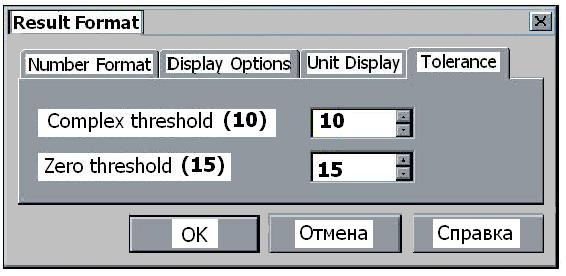 Result Format
Number Format Display Options Unit Display Tolerance
Complex threshold (10) 10
Zero threshold (15) 15
OK Отмена Справка